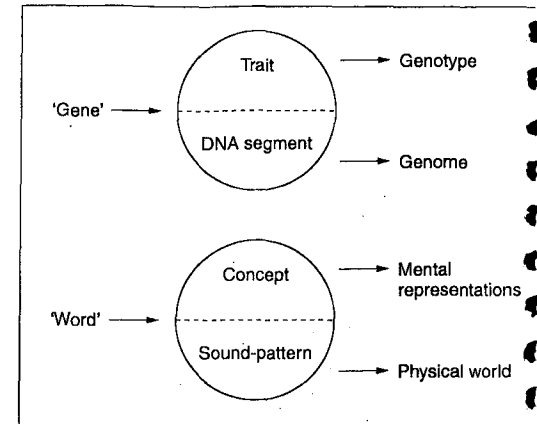 Trait
Genotype
'Gene'
DNA segment
Genome
Concept
Mental
representations
'Word'
Sound-pattern
Physical world